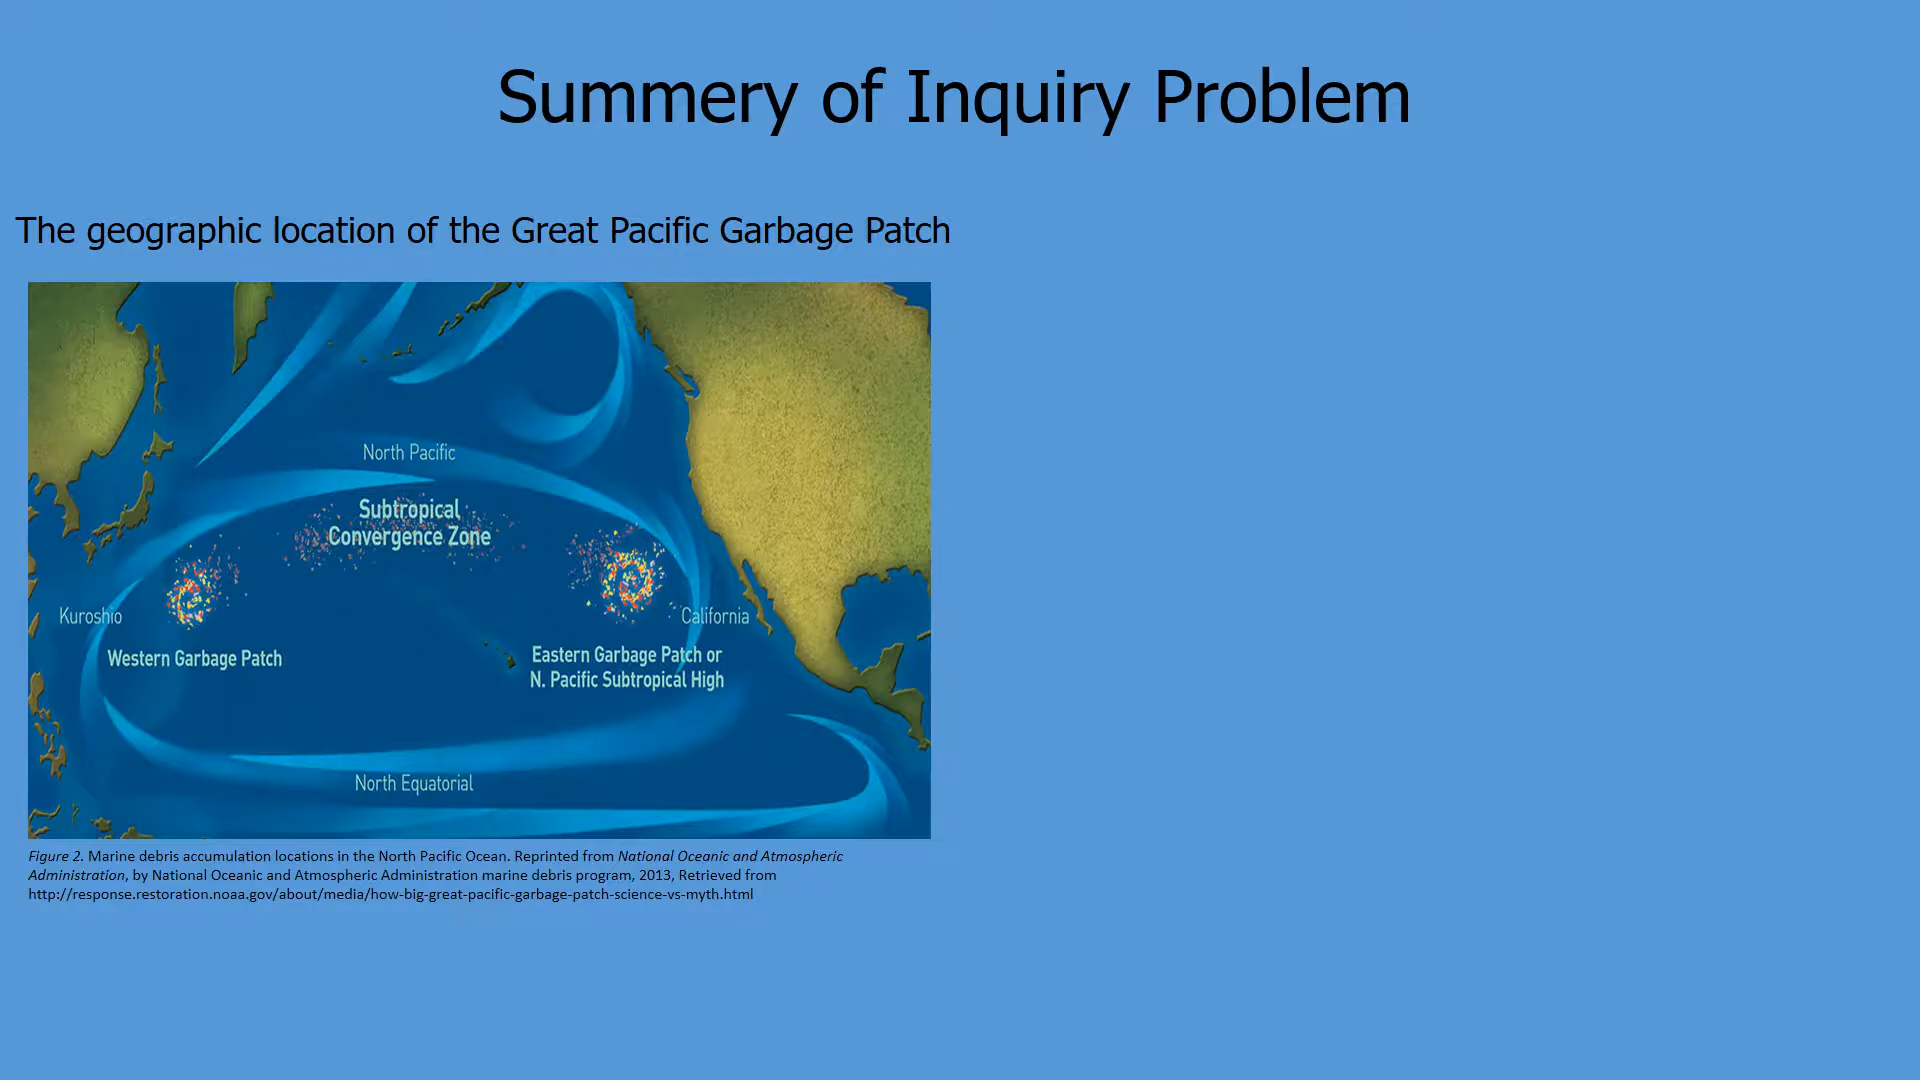 Summery of Inquiry Problem
The geographic location of the Great Pacific Garbage Patch
North Pacific
Subtropical
Convergence Zone
Kuroshio
California
Western Garbage Patch
Eastern Garbage Patch or
N. Pacific Subtropical High
North Equatorial
Figure 2. Marine debris accumulation locations in the North Pacific Ocean. Reprinted from National Oceanic and Atmospheric
Administration, by National Oceanic and Atmospheric Administration marine debris program, 2013, Retrieved from
http://response.restoration.noaa.gov/about/media/how-big-great-pacific-garbage-patch-science-vs-myth.html